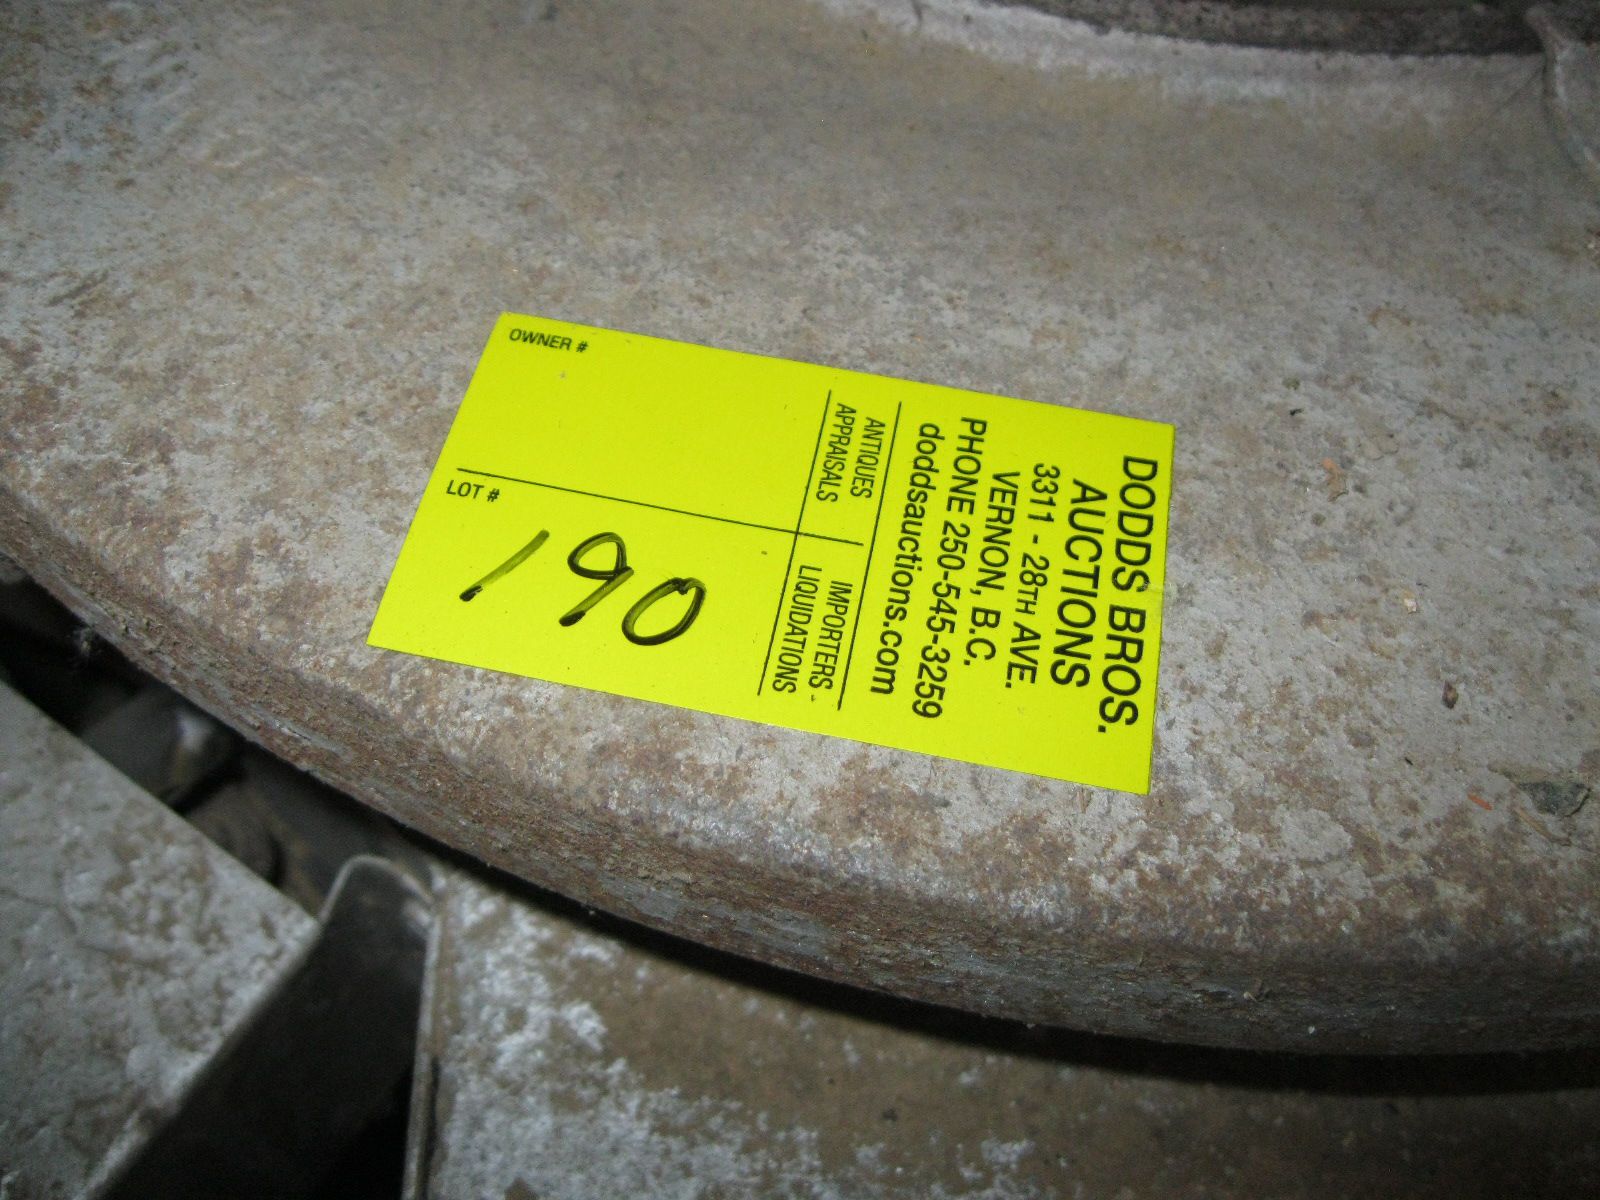 DODDS BROS.
AUCTIONS
3311 - 28TH AVE.
VERNON, B.C.
PHONE 250-545-3259
doddsauctions.com
ANTIQUES
APPRAISALS
IMPORTERS -
LIQUIDATIONS
OWNER #
LOT #
190